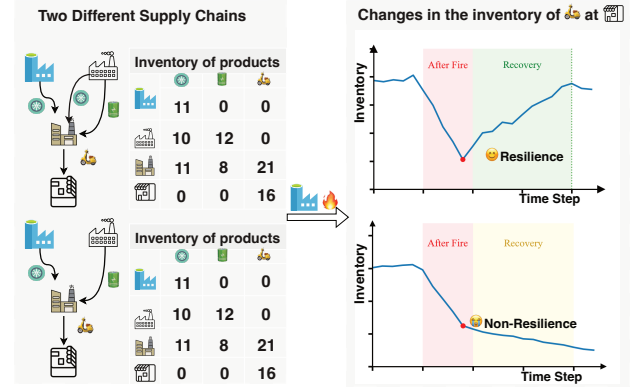 Two Different Supply Chains
Inventory of products
11 0 0
10 12 0
11 8 21
0 0 16
Inventory of products
11 0 0
10 12 0
11 8 21
0 0 16
Changes in the inventory of at
Inventory
After Fire
Recovery
Resilience
Time Step
Inventory
After Fire
Recovery
Non-Resilience
Time Step